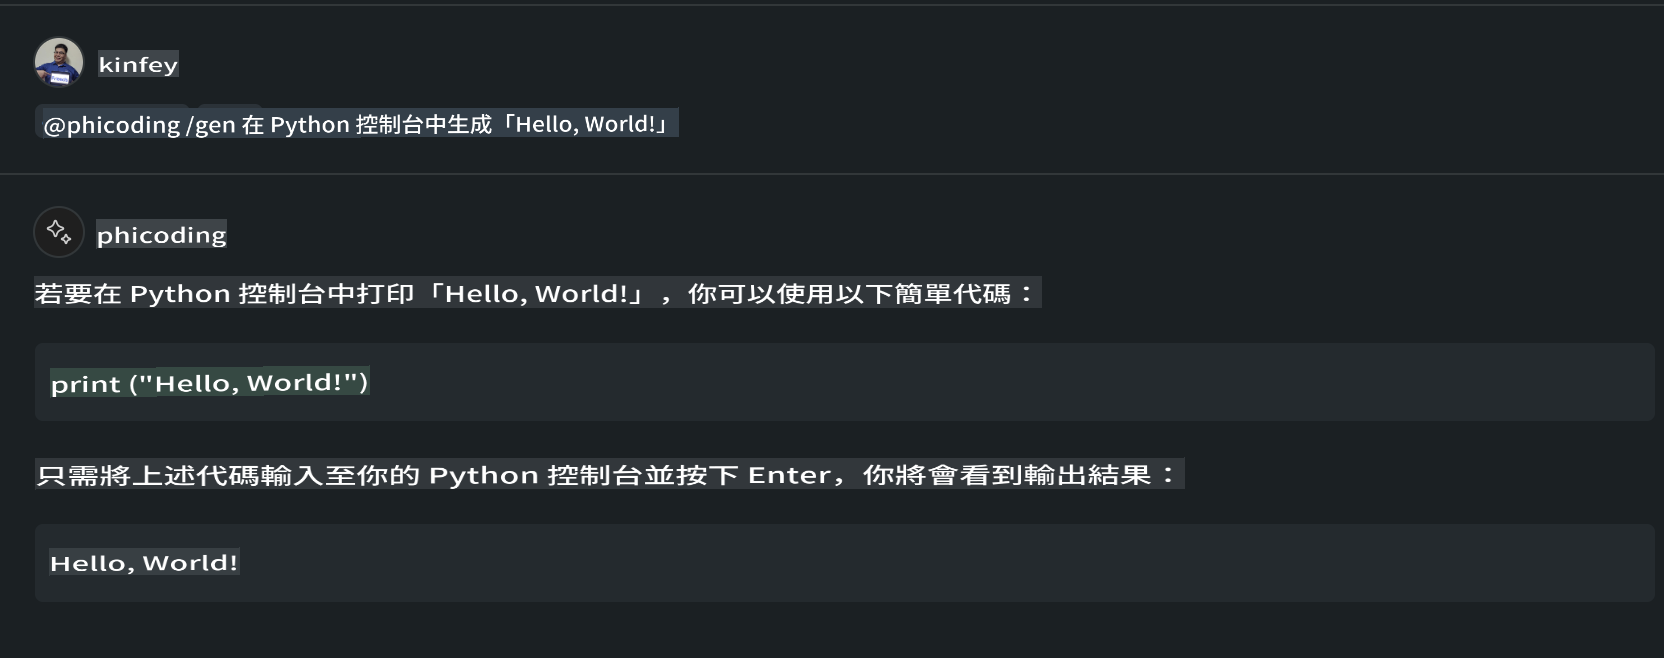 kinfey
@phicoding /gen 在 Python 控制台中生成「Hello, World!」
phicoding
若要在 Python 控制台中打印「Hello, World!」，你可以使用以下簡單代碼：
print ("Hello, World!")
只需將上述代碼輸入至你的 Python 控制台並按下 Enter，你將會看到輸出結果：
Hello, World!